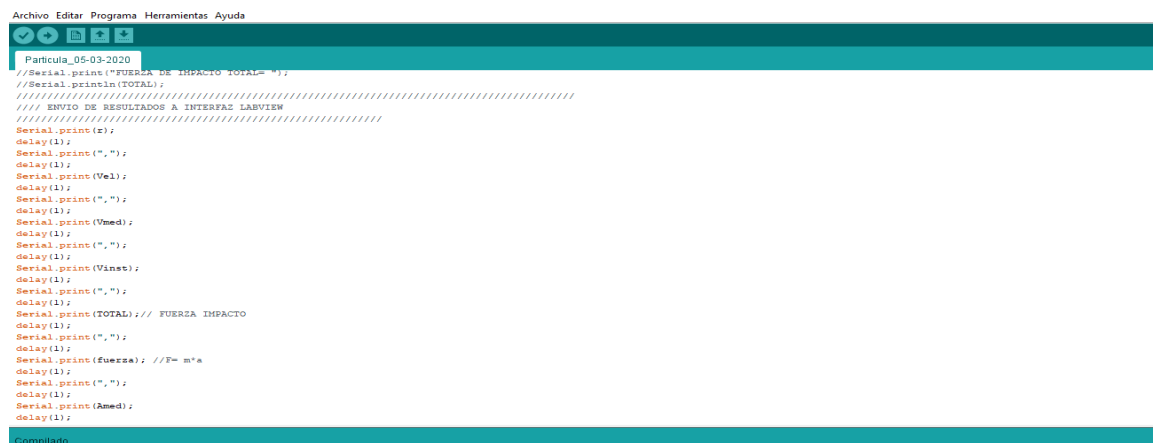 Archivo Editar Programa Herramientas Ayuda
Particula_05-03-2020
//Serial.print("FUERZA DE IMPACTO TOTAL= ");
//Serial.println(TOTAL);
//////////////////////////////////////////////////////////////////////////////////////////
//// ENVIO DE RESULTADOS A INTERFAZ LABVIEW
///////////////////////////////////////////////////////////
Serial.print(r);
delay(1);
Serial.print(",");
delay(1);
Serial.print(Vel);
delay(1);
Serial.print(",");
delay(1);
Serial.print(Vmed);
delay(1);
Serial.print(",");
delay(1);
Serial.print(Vinst);
delay(1);
Serial.print(",");
delay(1);
Serial.print(TOTAL);// FUERZA IMPACTO
delay(1);
Serial.print(",");
delay(1);
Serial.print(fuerza); //F= m*a
delay(1);
Serial.print(",");
delay(1);
Serial.print(Amed);
delay(1);
Compilado